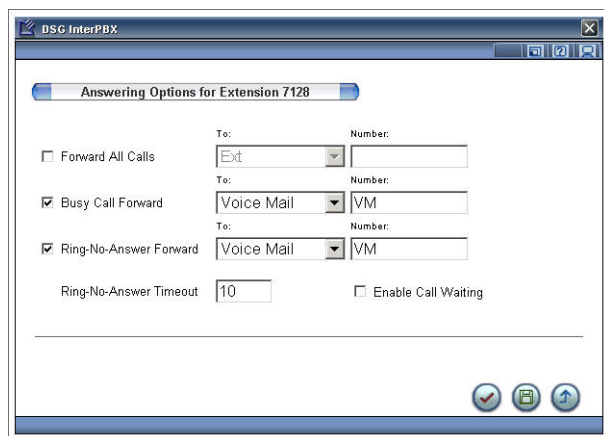 DSG InterPBX
Answering Options for Extension 7128
To: Number:
Forward All Calls Ext
To: Number:
Busy Call Forward Voice Mail VM
To: Number:
Ring-No-Answer Forward Voice Mail VM
Ring-No-Answer Timeout 10 Enable Call Waiting